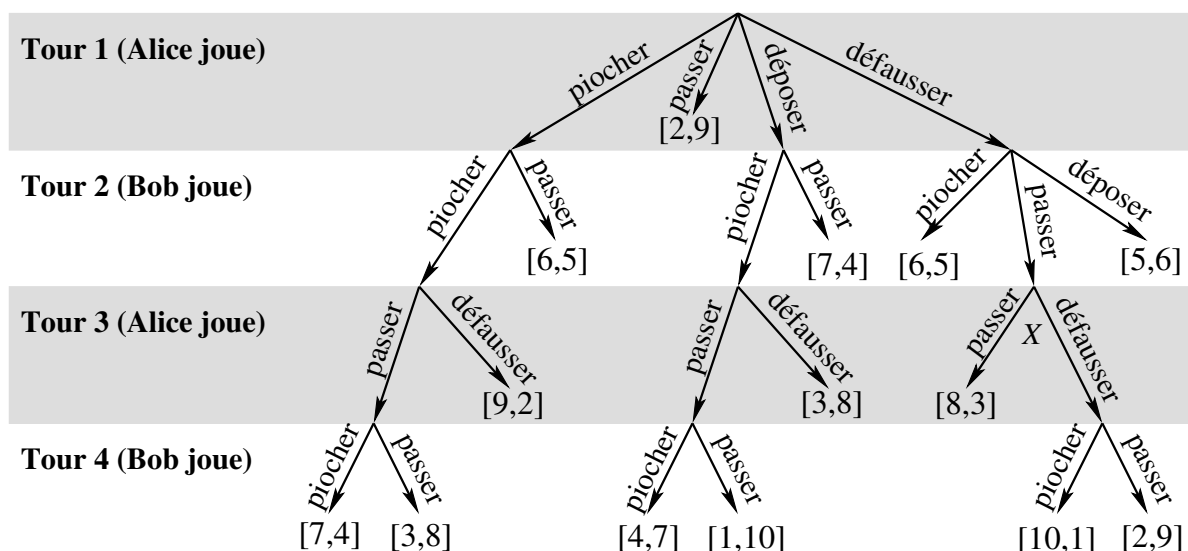 Tour 1 (Alice joue)
piocher
passer
déposer
défausser
[2,9]
Tour 2 (Bob joue)
piocher
passer
piocher
passer
piocher
passer
déposer
[6,5]
[7,4]
[6,5]
[5,6]
Tour 3 (Alice joue)
passer
défausser
passer
défausser
passer
X
défausser
[9,2]
[3,8]
[8,3]
Tour 4 (Bob joue)
piocher
passer
piocher
passer
piocher
passer
[7,4]
[3,8]
[4,7]
[1,10]
[10,1]
[2,9]